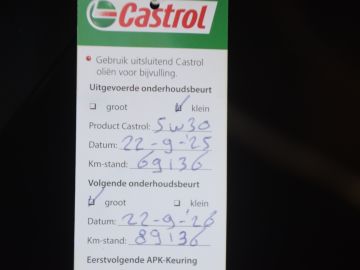 Castrol
Gebruik uitsluitend Castrol
oliën voor bijvulling.
Uitgevoerde onderhoudsbeurt
groot klein
Product Castrol: 5w30
Datum: 22-9-'25
Km-stand: 69136
Volgende onderhoudsbeurt
groot klein
Datum: 22-9-'26
Km-stand: 89136
Eerstvolgende APK-Keuring